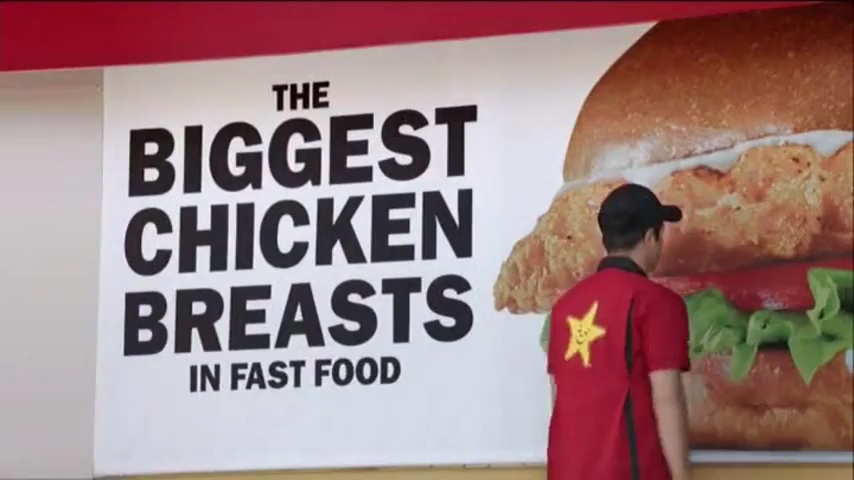 THE
BIGGEST
CHICKEN
BREASTS
IN FAST FOOD